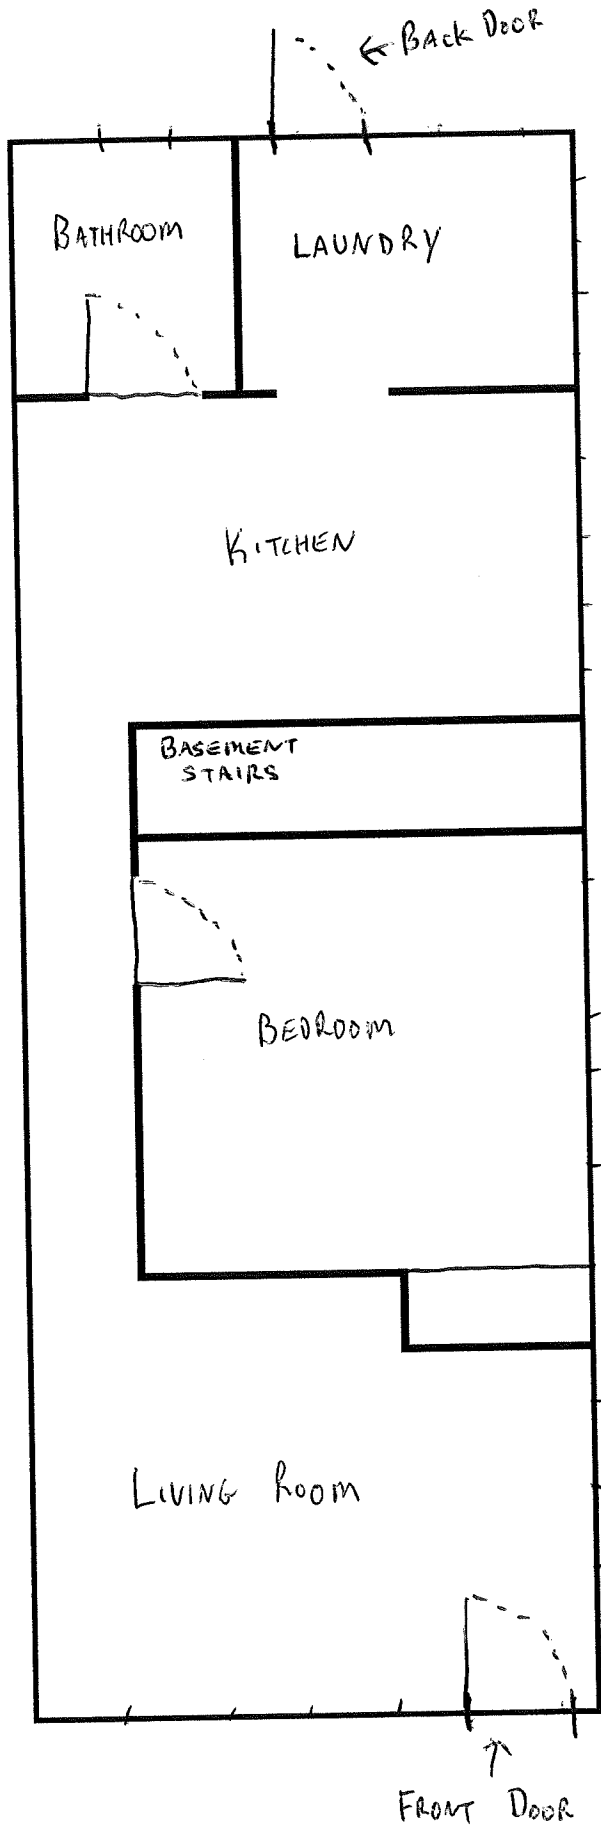 ← BACK DOOR
BATHROOM
LAUNDRY
KITCHEN
BASEMENT
STAIRS
BEDROOM
LIVING ROOM
↑
FRONT DOOR